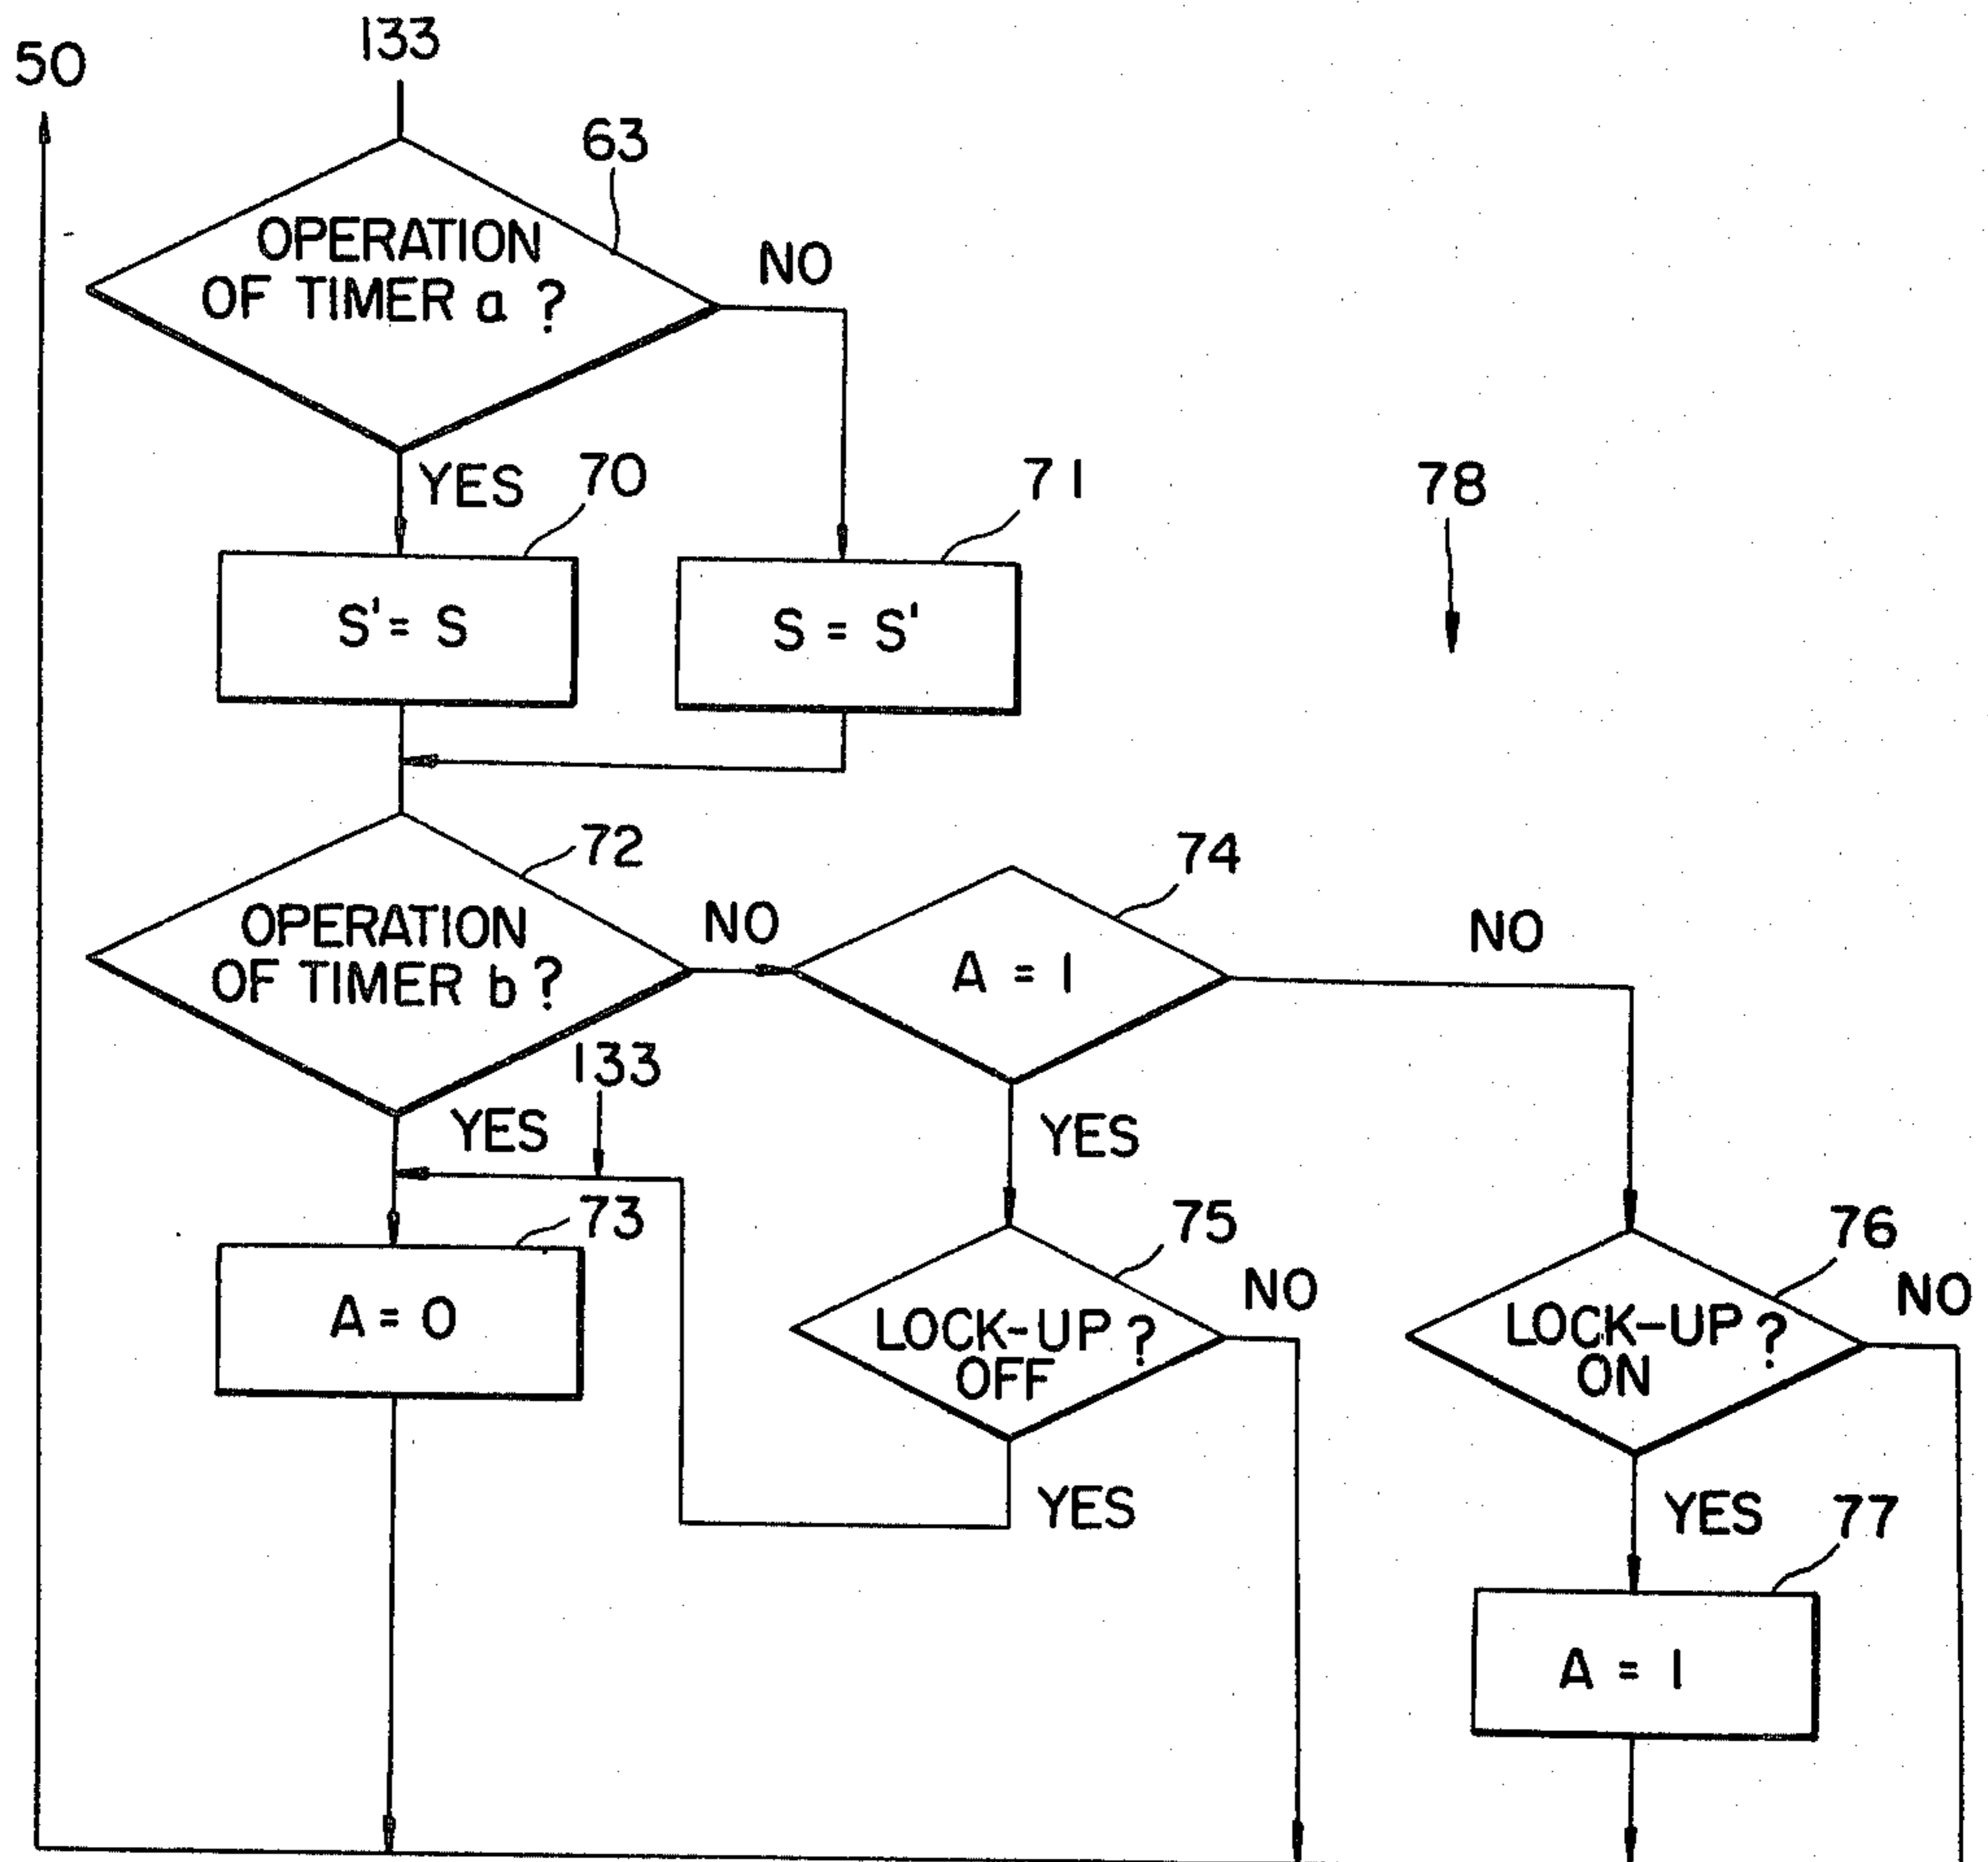 50
133
63
OPERATION
OF TIMER a ?
NO
YES
70
71
78
S' = S
S = S'
72
74
OPERATION
OF TIMER b ?
NO
A = 1
NO
133
YES
YES
73
75
76
A = 0
LOCK-UP ?
OFF
NO
LOCK-UP ?
ON
NO
YES
YES
77
A = 1